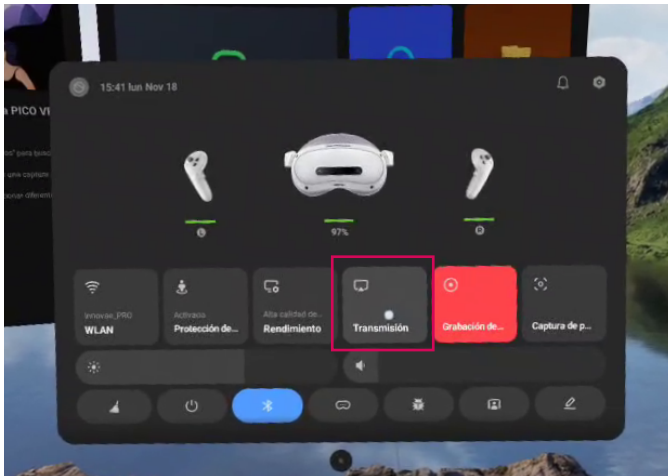 15:41 lun Nov 18
a PICO VR
97%
Innovae_PRO
WLAN
Activado
Protección de...
Alta calidad de...
Rendimiento
Transmisión
Grabación de...
Captura de p...